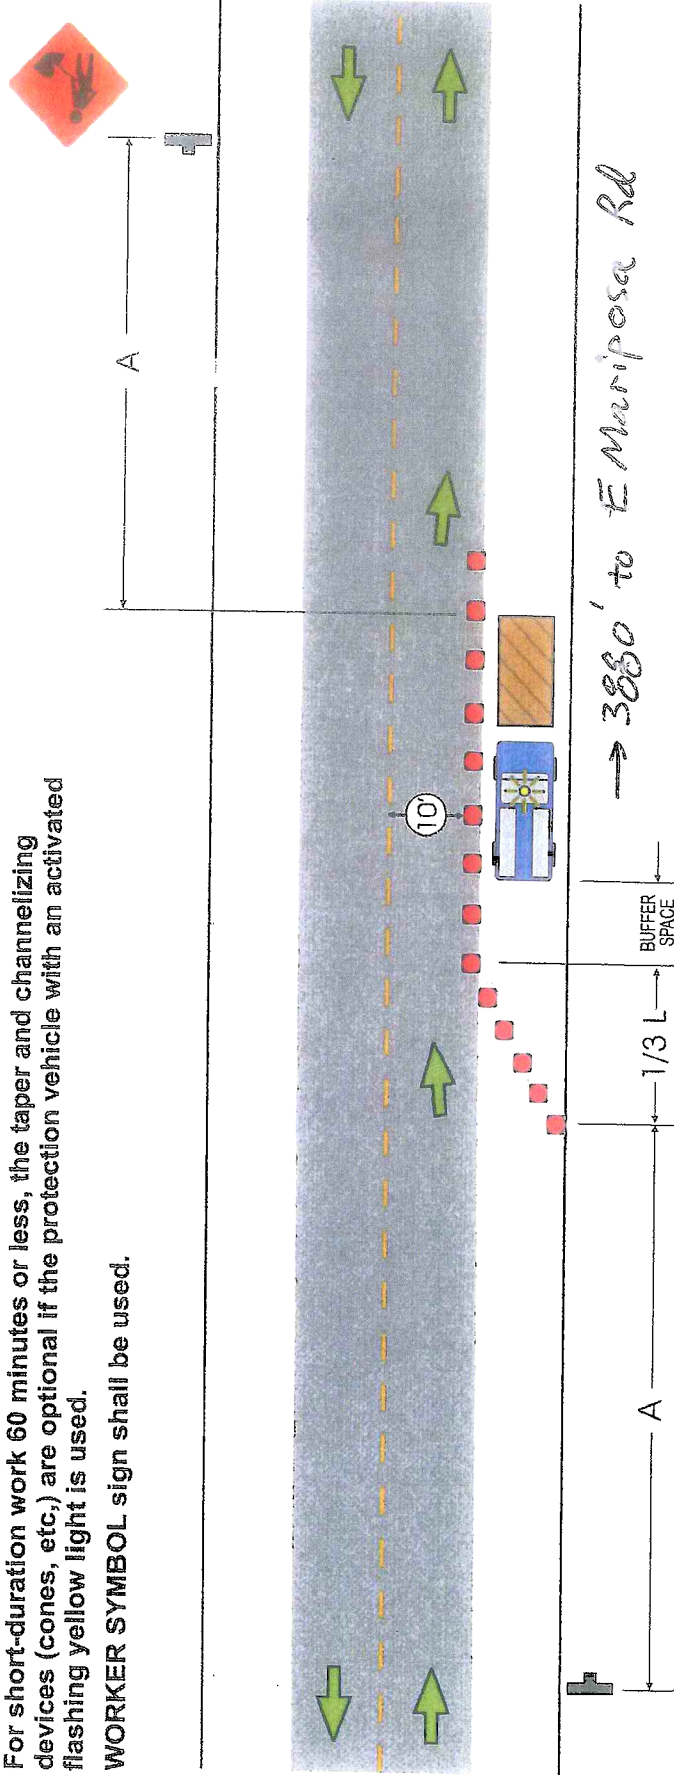 For short-duration work 60 minutes or less, the taper and channelizing
devices (cones, etc,) are optional if the protection vehicle with an activated
flashing yellow light is used.
WORKER SYMBOL sign shall be used.
A
10'
A
1/3 L
BUFFER
SPACE
→ 3880' to E Mariposa Rd